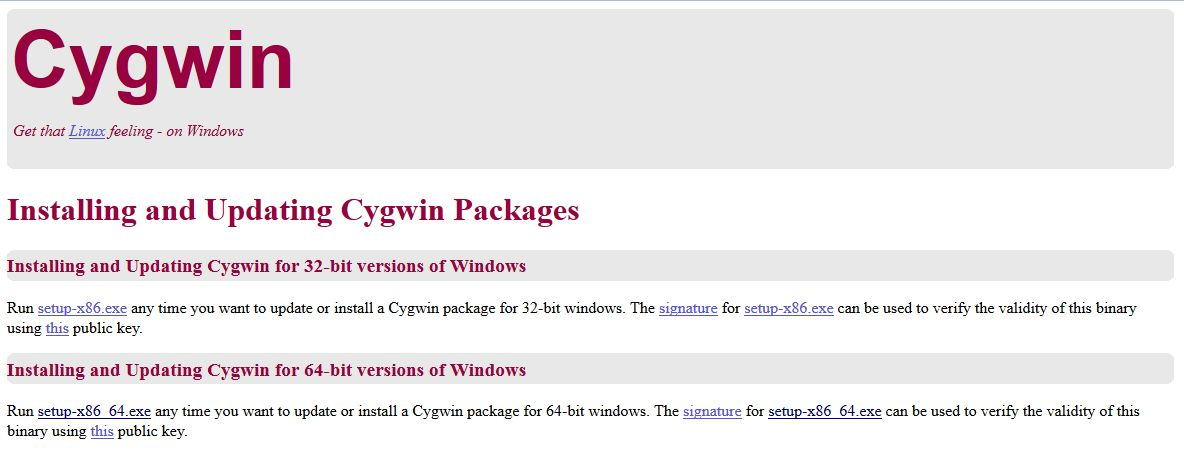 Cygwin
Get that Linux feeling - on Windows
Installing and Updating Cygwin Packages
Installing and Updating Cygwin for 32-bit versions of Windows
Run setup-x86.exe any time you want to update or install a Cygwin package for 32-bit windows. The signature for setup-x86.exe can be used to verify the validity of this binary
using this public key.
Installing and Updating Cygwin for 64-bit versions of Windows
Run setup-x86_64.exe any time you want to update or install a Cygwin package for 64-bit windows. The signature for setup-x86_64.exe can be used to verify the validity of this
binary using this public key.